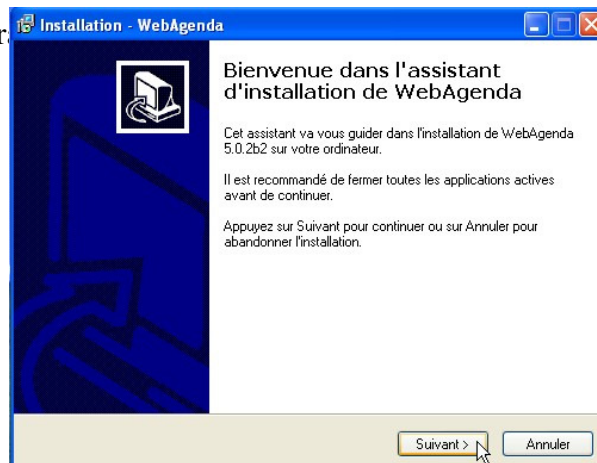 Installation - WebAgenda
Bienvenue dans l'assistant
d'installation de WebAgenda
Cet assistant va vous guider dans l'installation de WebAgenda
5.0.2b2 sur votre ordinateur.
Il est recommandé de fermer toutes les applications actives
avant de continuer.
Appuyez sur Suivant pour continuer ou sur Annuler pour
abandonner l'installation.
Suivant >
Annuler